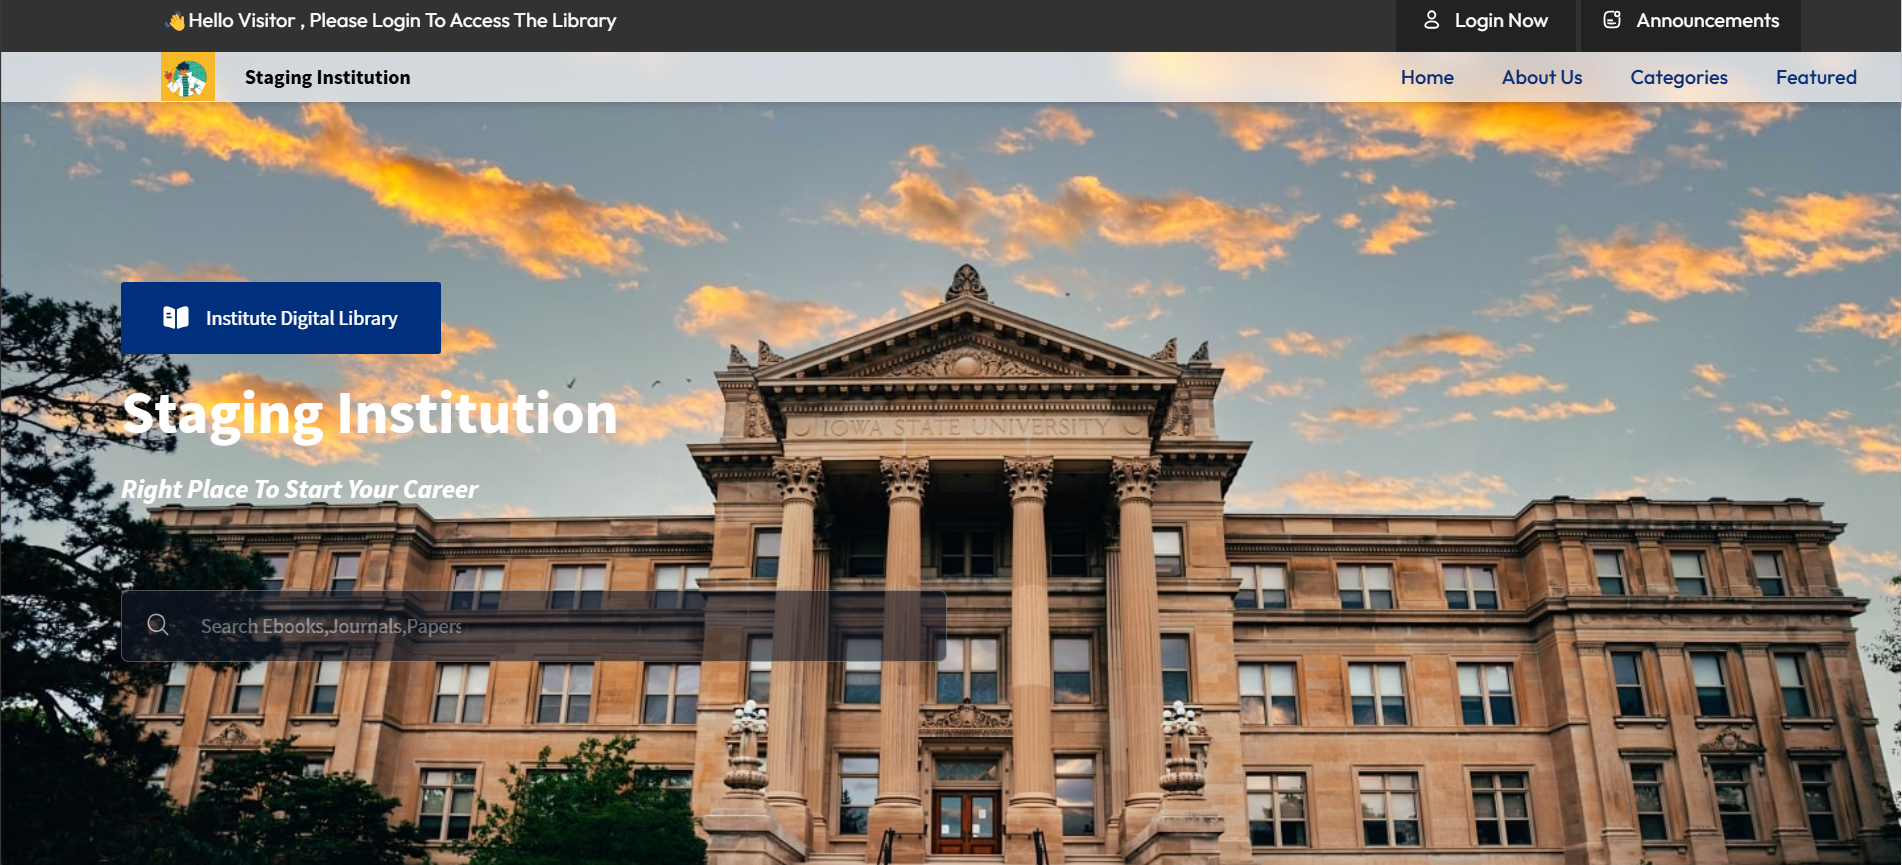 👋Hello Visitor , Please Login To Access The Library
Login Now
Announcements
Staging Institution
Home
About Us
Categories
Featured
Institute Digital Library
Staging Institution
IOWA STATE UNIVERSITY
Right Place To Start Your Career
Search Ebooks,Journals,Papers